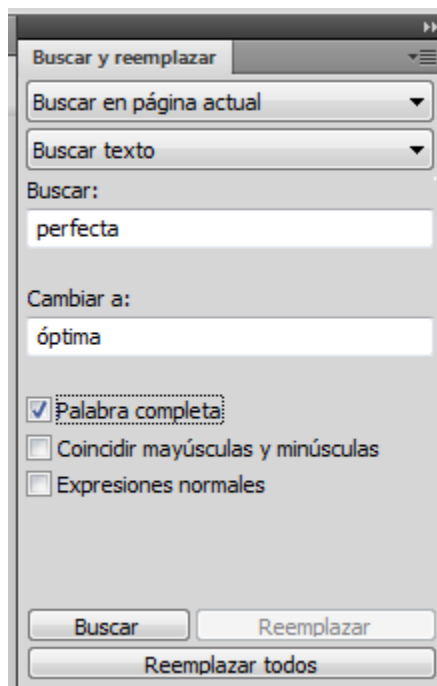 Buscar y reemplazar
Buscar en página actual
Buscar texto
Buscar:
perfecta
Cambiar a:
óptima
Palabra completa
Coincidir mayúsculas y minúsculas
Expresiones normales
Buscar Reemplazar
Reemplazar todos